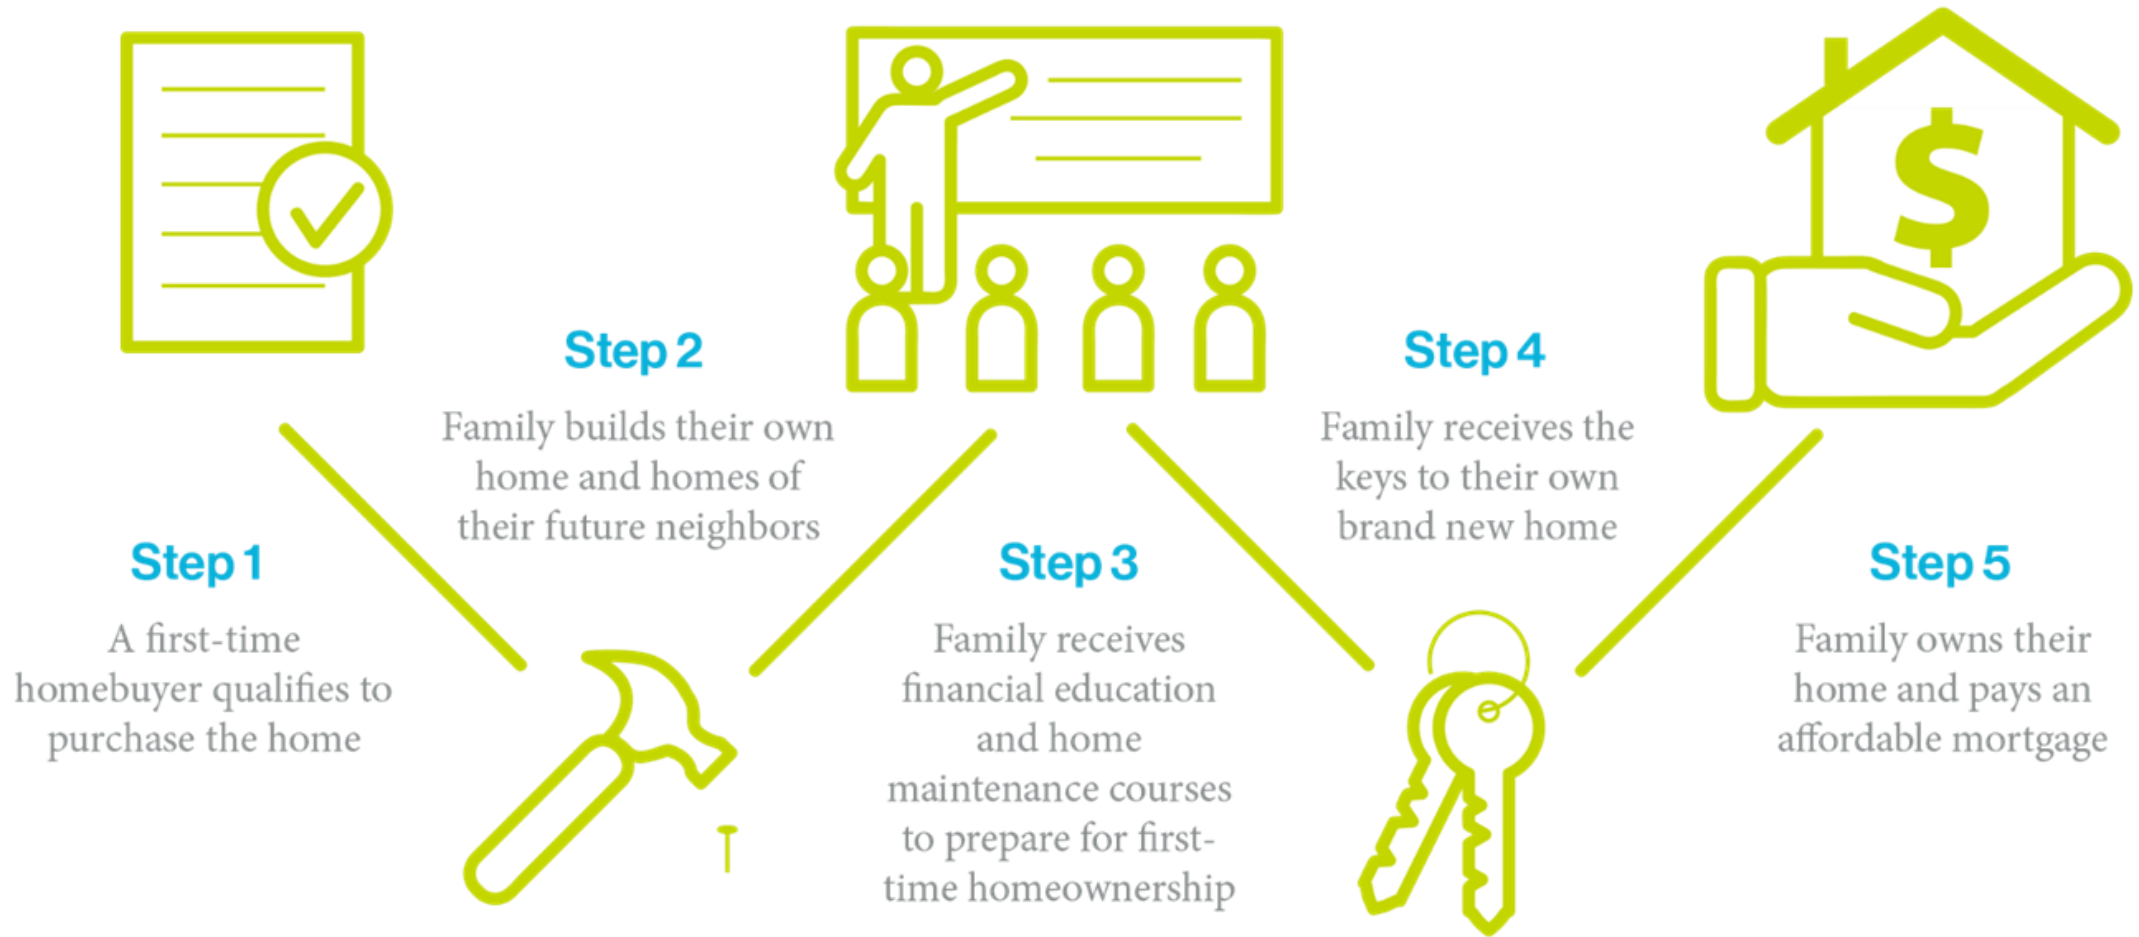 Step 1
A first-time
homebuyer qualifies to
purchase the home
Step 2
Family builds their own
home and homes of
their future neighbors
Step 3
Family receives
financial education
and home
maintenance courses
to prepare for first-
time homeownership
Step 4
Family receives the
keys to their own
brand new home
$
Step 5
Family owns their
home and pays an
affordable mortgage